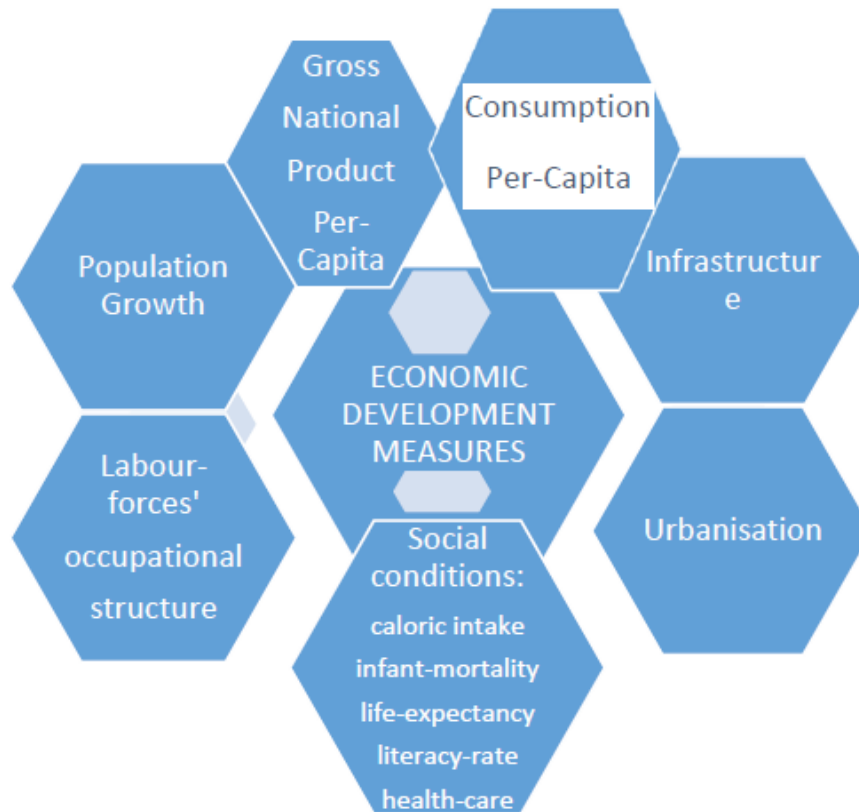 Gross
National
Product
Per-
Capita
Consumption
Per-Capita
Population
Growth
Infrastructur
e
ECONOMIC
DEVELOPMENT
MEASURES
Labour-
forces'
occupational
structure
Urbanisation
Social
conditions:
caloric intake
infant-mortality
life-expectancy
literacy-rate
health-care